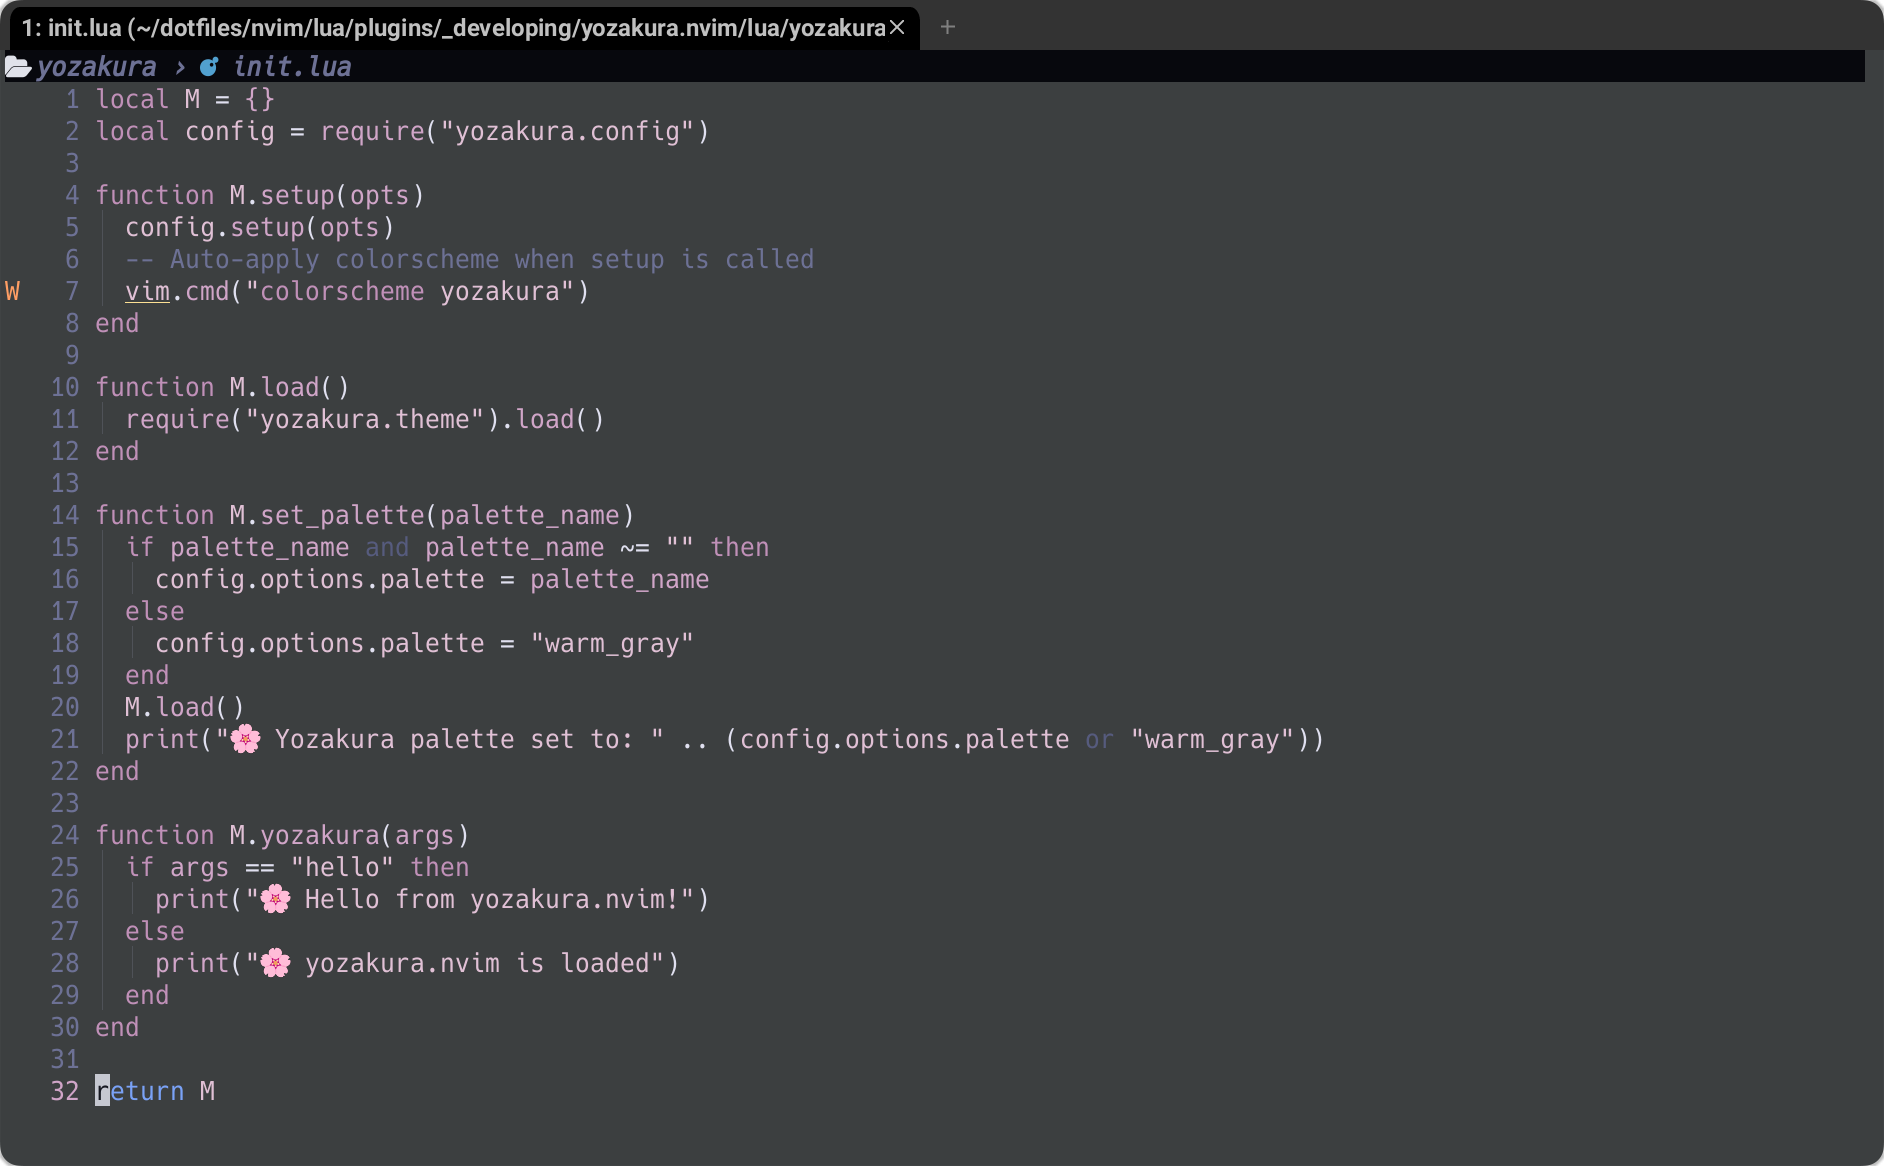 1: init.lua (~/dotfiles/nvim/lua/plugins/_developing/yozakura.nvim/lua/yozakura
yozakura › init.lua
1 local M = {}
2 local config = require("yozakura.config")
3
4 function M.setup(opts)
5   config.setup(opts)
6   -- Auto-apply colorscheme when setup is called
W 7   vim.cmd("colorscheme yozakura")
8 end
9
10 function M.load()
11   require("yozakura.theme").load()
12 end
13
14 function M.set_palette(palette_name)
15   if palette_name and palette_name ~= "" then
16     config.options.palette = palette_name
17   else
18     config.options.palette = "warm_gray"
19   end
20   M.load()
21   print("🌸 Yozakura palette set to: " .. (config.options.palette or "warm_gray"))
22 end
23
24 function M.yozakura(args)
25   if args == "hello" then
26     print("🌸 Hello from yozakura.nvim!")
27   else
28     print("🌸 yozakura.nvim is loaded")
29   end
30 end
31
32 return M